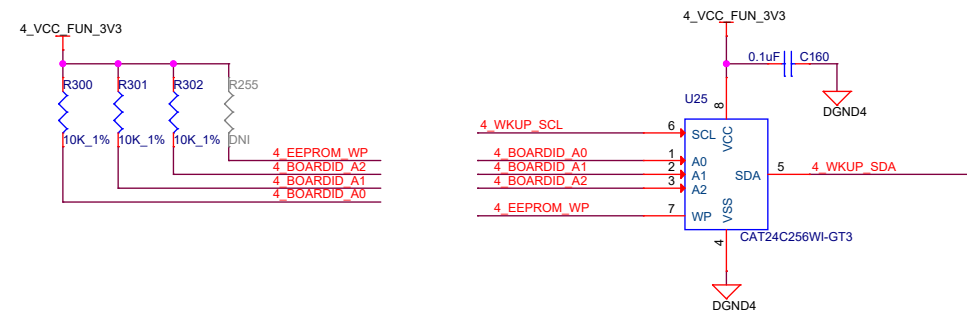 4_VCC_FUN_3V3
R300
R301
R302
R255
10K_1%
10K_1%
10K_1%
DNI
4_EEPROM_WP
4_BOARDID_A2
4_BOARDID_A1
4_BOARDID_A0
4_VCC_FUN_3V3
0.1uF
C160
DGND4
U25
8
4_WKUP_SCL
6
SCL
VCC
4_BOARDID_A0
1
A0
4_BOARDID_A1
2
A1
4_BOARDID_A2
3
A2
SDA
5
4_WKUP_SDA
4_EEPROM_WP
7
WP
VSS
4
CAT24C256WI-GT3
DGND4